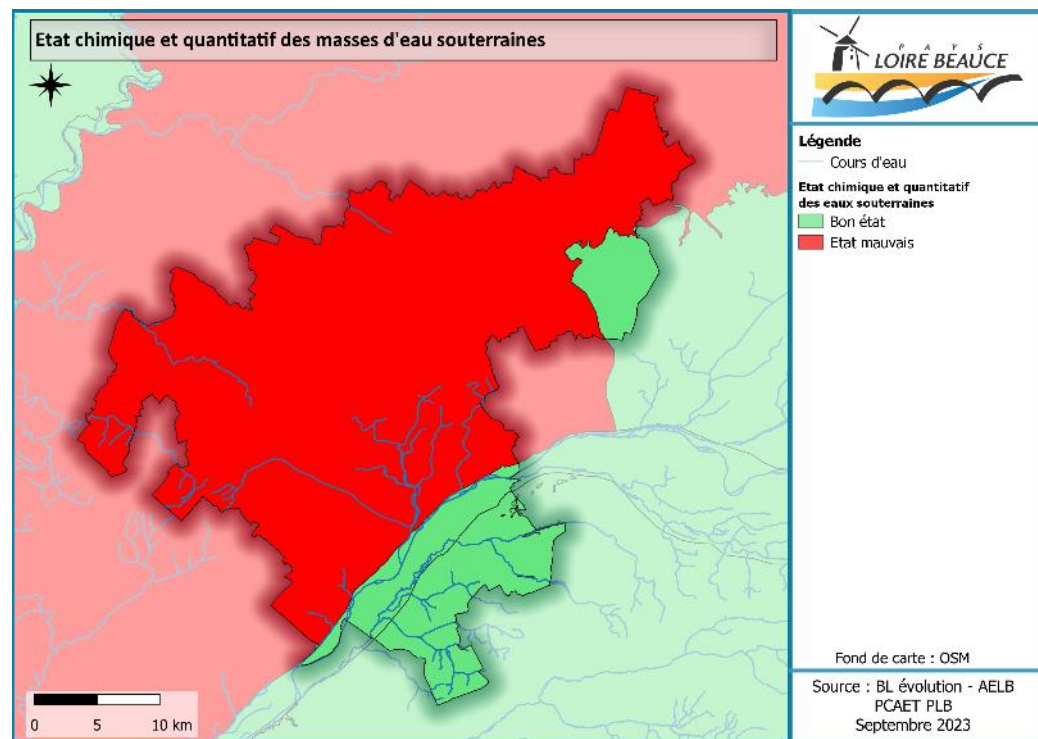 Etat chimique et quantitatif des masses d'eau souterraines
PAYS
LOIRE BEAUCE
Légende
Cours d'eau
Etat chimique et quantitatif
des eaux souterraines
Bon état
Etat mauvais
0 5 10 km
Fond de carte : OSM
Source : BL évolution - AELB
PCAET PLB
Septembre 2023